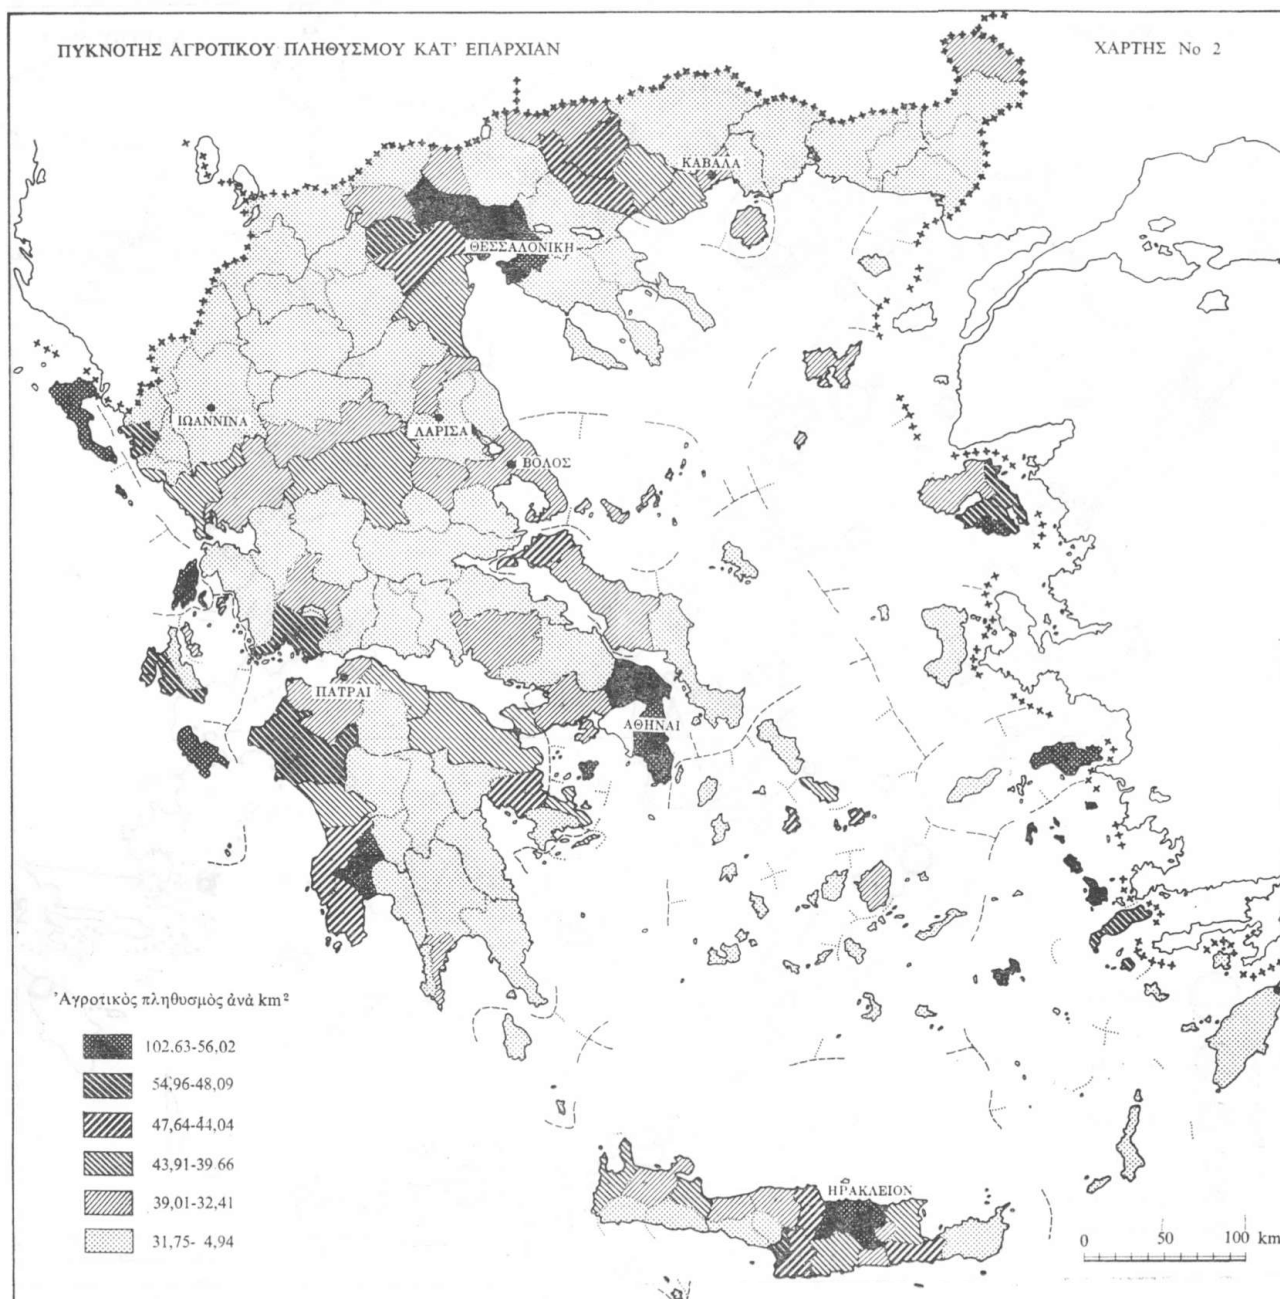 ΠΥΚΝΟΤΗΣ ΑΓΡΟΤΙΚΟΥ ΠΛΗΘΥΣΜΟΥ ΚΑΤ' ΕΠΑΡΧΙΑΝ
ΧΑΡΤΗΣ Νο 2
ΚΑΒΑΛΑ
ΘΕΣΣΑΛΟΝΙΚΗ
ΙΩΑΝΝΙΝΑ
ΛΑΡΙΣΑ
ΒΟΛΟΣ
ΠΑΤΡΑΙ
ΑΘΗΝΑΙ
Ἀγροτικὸς πληθυσμὸς ἀνὰ km²
102.63-56,02
54,96-48,09
47,64-44,04
43,91-39 66
39,01-32,41
31,75- 4,94
ΗΡΑΚΛΕΙΟΝ
0 50 100 km